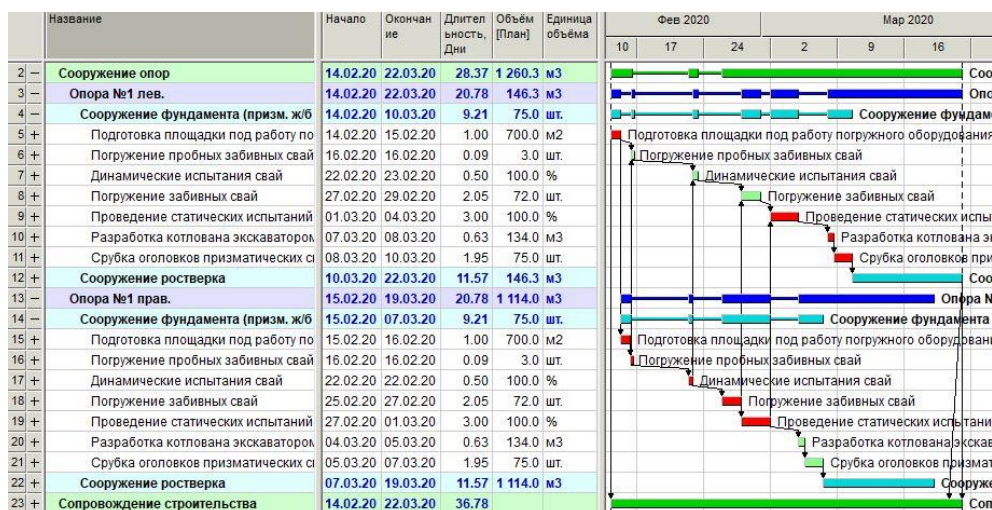 Название Начало Окончание Длительность, Дни Объём [План] Единица объёма Фев 2020 Мар 2020
10 17 24 2 9 16
2 − Сооружение опор 14.02.20 22.03.20 28.37 1 260.3 м3 Соо
3 − Опора №1 лев. 14.02.20 22.03.20 20.78 146.3 м3 Опо
4 − Сооружение фундамента (призм. ж/б 14.02.20 10.03.20 9.21 75.0 шт. Сооружение фундаме
5 + Подготовка площадки под работу по 14.02.20 15.02.20 1.00 700.0 м2 Подготовка площадки под работу погружного оборудования
6 + Погружение пробных забивных свай 16.02.20 16.02.20 0.09 3.0 шт. Погружение пробных забивных свай
7 + Динамические испытания свай 22.02.20 23.02.20 0.50 100.0 % Динамические испытания свай
8 + Погружение забивных свай 27.02.20 29.02.20 2.05 72.0 шт. Погружение забивных свай
9 + Проведение статических испытаний 01.03.20 04.03.20 3.00 100.0 % Проведение статических испы
10 + Разработка котлована экскаватором 07.03.20 08.03.20 0.63 134.0 м3 Разработка котлована эк
11 + Срубка оголовков призматических с 08.03.20 10.03.20 1.95 75.0 шт. Срубка оголовков при
12 Сооружение ростверка 10.03.20 22.03.20 11.57 146.3 м3 Соо
13 − Опора №1 прав. 15.02.20 19.03.20 20.78 1 114.0 м3 Опора N
14 − Сооружение фундамента (призм. ж/б 15.02.20 07.03.20 9.21 75.0 шт. Сооружение фундамента
15 + Подготовка площадки под работу по 15.02.20 16.02.20 1.00 700.0 м2 Подготовка площадки под работу погружного оборудовани
16 + Погружение пробных забивных свай 16.02.20 16.02.20 0.09 3.0 шт. Погружение пробных забивных свай
17 + Динамические испытания свай 22.02.20 22.02.20 0.50 100.0 % Динамические испытания свай
18 + Погружение забивных свай 25.02.20 27.02.20 2.05 72.0 шт. Погружение забивных свай
19 + Проведение статических испытаний 27.02.20 01.03.20 3.00 100.0 % Проведение статических испытани
20 + Разработка котлована экскаватором 04.03.20 05.03.20 0.63 134.0 м3 Разработка котлована экскав
21 + Срубка оголовков призматических с 05.03.20 07.03.20 1.95 75.0 шт. Срубка оголовков призмат
22 + Сооружение ростверка 07.03.20 19.03.20 11.57 1 114.0 м3 Сооруже
23 + Сопровождение строительства 14.02.20 22.03.20 36.78 Соп